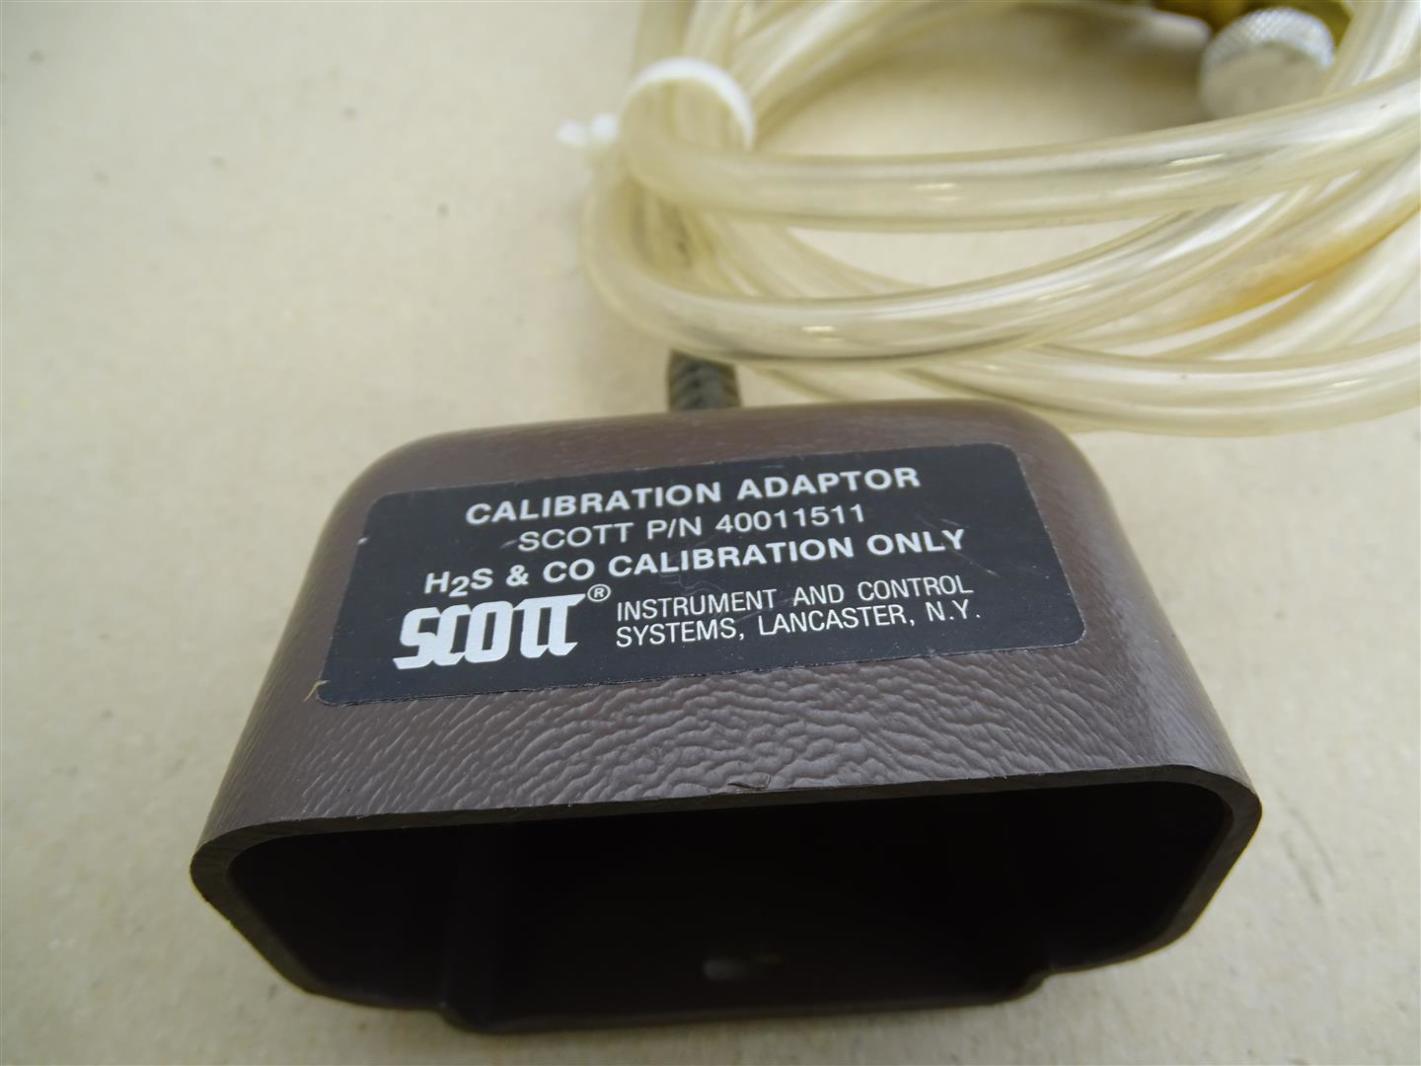 CALIBRATION ADAPTOR
SCOTT P/N 40011511
H2S & CO CALIBRATION ONLY
SCOTT® INSTRUMENT AND CONTROL
SYSTEMS, LANCASTER, N.Y.